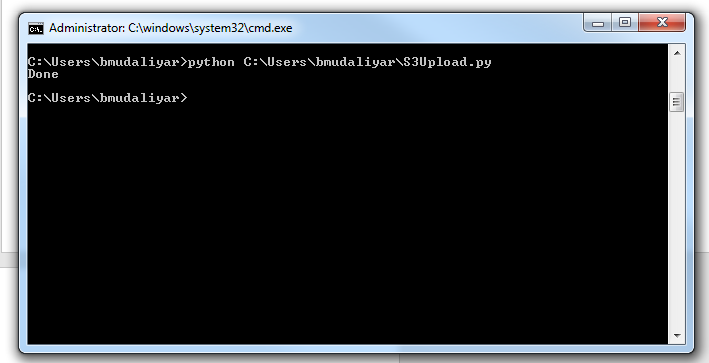 Administrator: C:\windows\system32\cmd.exe
C:\Users\bmudaliyar>python C:\Users\bmudaliyar\S3Upload.py
Done
C:\Users\bmudaliyar>